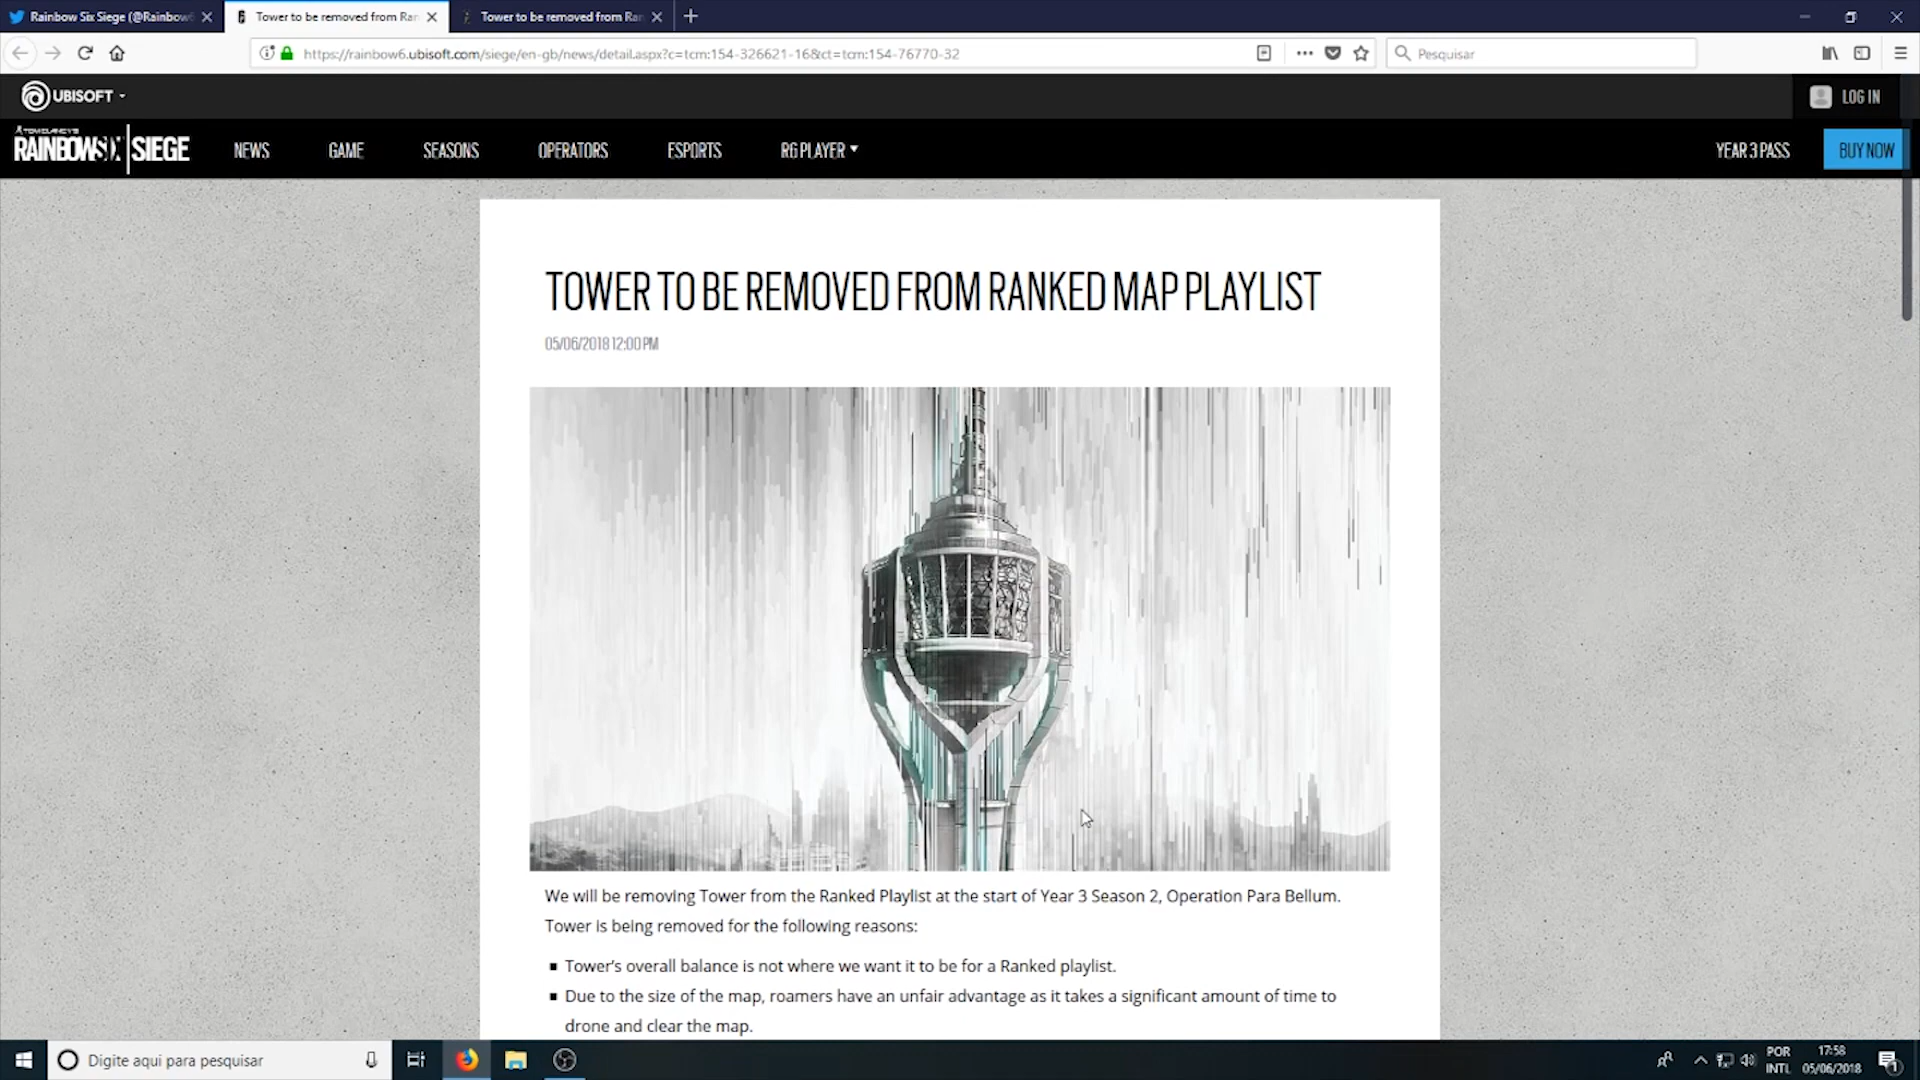 Rainbow Six Siege (@Rainbow6
Tower to be removed from Ran
Tower to be removed from Ran
https://rainbow6.ubisoft.com/siege/en-gb/news/detail.aspx?c=tcm:154-326621-16&ct=tcm:154-76770-32
Pesquisar
UBISOFT
LOG IN
TOM CLANCY'S
RAINBOW SIX | SIEGE
NEWS
GAME
SEASONS
OPERATORS
ESPORTS
R6 PLAYER
YEAR 3 PASS
BUY NOW
TOWER TO BE REMOVED FROM RANKED MAP PLAYLIST
05/06/2018 12:00 PM
We will be removing Tower from the Ranked Playlist at the start of Year 3 Season 2, Operation Para Bellum.
Tower is being removed for the following reasons:
▪ Tower's overall balance is not where we want it to be for a Ranked playlist.
▪ Due to the size of the map, roamers have an unfair advantage as it takes a significant amount of time to
drone and clear the map.
Digite aqui para pesquisar
POR
INTL
17:58
05/06/2018
1